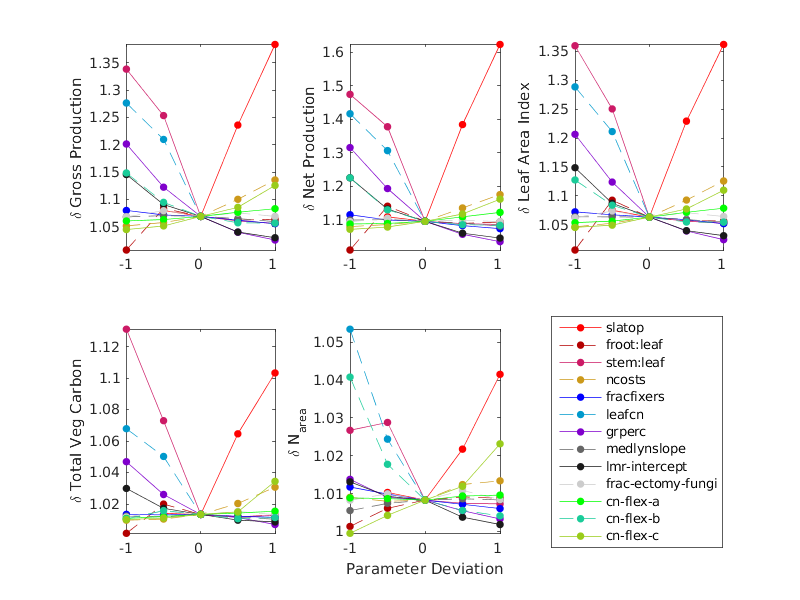 δ Gross Production
1.35
1.3
1.25
1.2
1.15
1.1
1.05
-1 0 1
δ Net Production
1.6
1.5
1.4
1.3
1.2
1.1
-1 0 1
δ Leaf Area Index
1.35
1.3
1.25
1.2
1.15
1.1
1.05
-1 0 1
δ Total Veg Carbon
1.12
1.1
1.08
1.06
1.04
1.02
-1 0 1
δ Narea
1.05
1.04
1.03
1.02
1.01
1
-1 0 1
Parameter Deviation
slatop
froot:leaf
stem:leaf
ncosts
fracfixers
leafcn
grperc
medlynslope
lmr-intercept
frac-ectomy-fungi
cn-flex-a
cn-flex-b
cn-flex-c